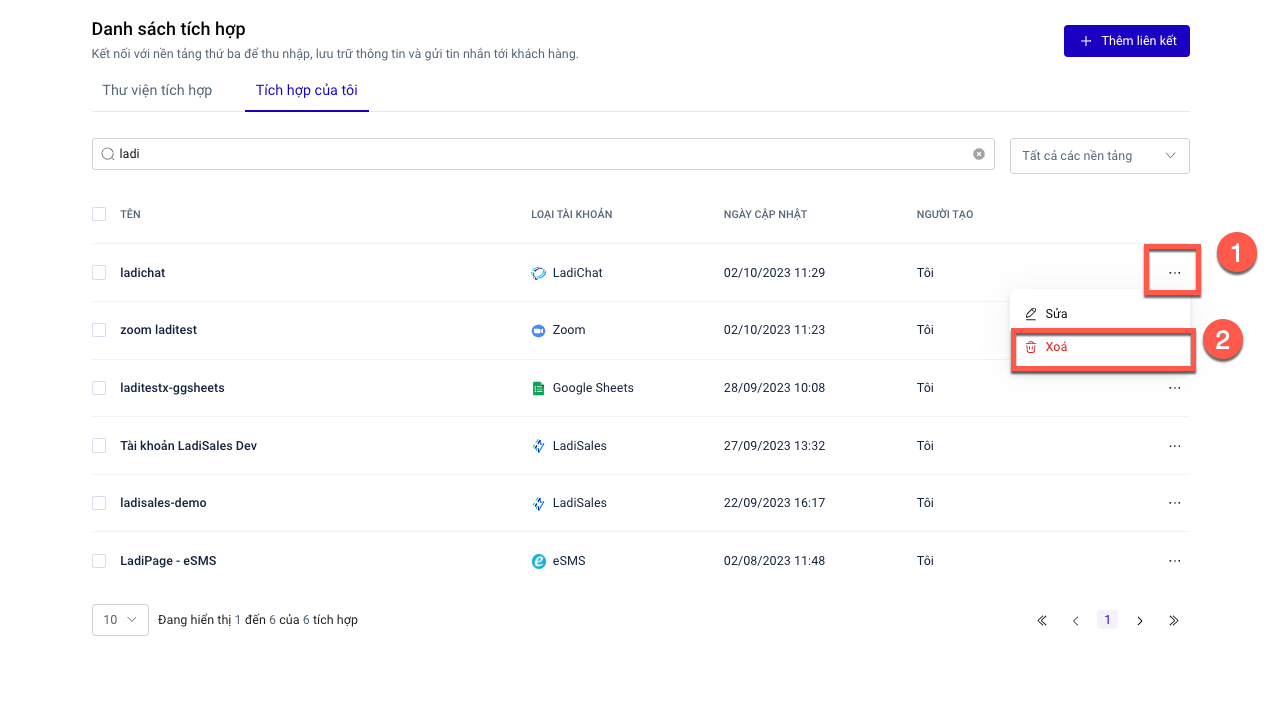 Danh sách tích hợp
Kết nối với nền tảng thứ ba để thu nhập, lưu trữ thông tin và gửi tin nhắn tới khách hàng.
Thêm liên kết
Thư viện tích hợp Tích hợp của tôi
ladi
Tất cả các nền tảng
TÊN LOẠI TÀI KHOẢN NGÀY CẬP NHẬT NGƯỜI TẠO
ladichat LadiChat 02/10/2023 11:29 Tôi ... 1
Sửa
zoom laditest Zoom 02/10/2023 11:23 Tôi
Xoá 2
laditestx-ggsheets Google Sheets 28/09/2023 10:08 Tôi ...
Tài khoản LadiSales Dev LadiSales 27/09/2023 13:32 Tôi ...
ladisales-demo LadiSales 22/09/2023 16:17 Tôi ...
LadiPage - eSMS eSMS 02/08/2023 11:48 Tôi ...
10 Đang hiển thị 1 đến 6 của 6 tích hợp « ‹ 1 › »